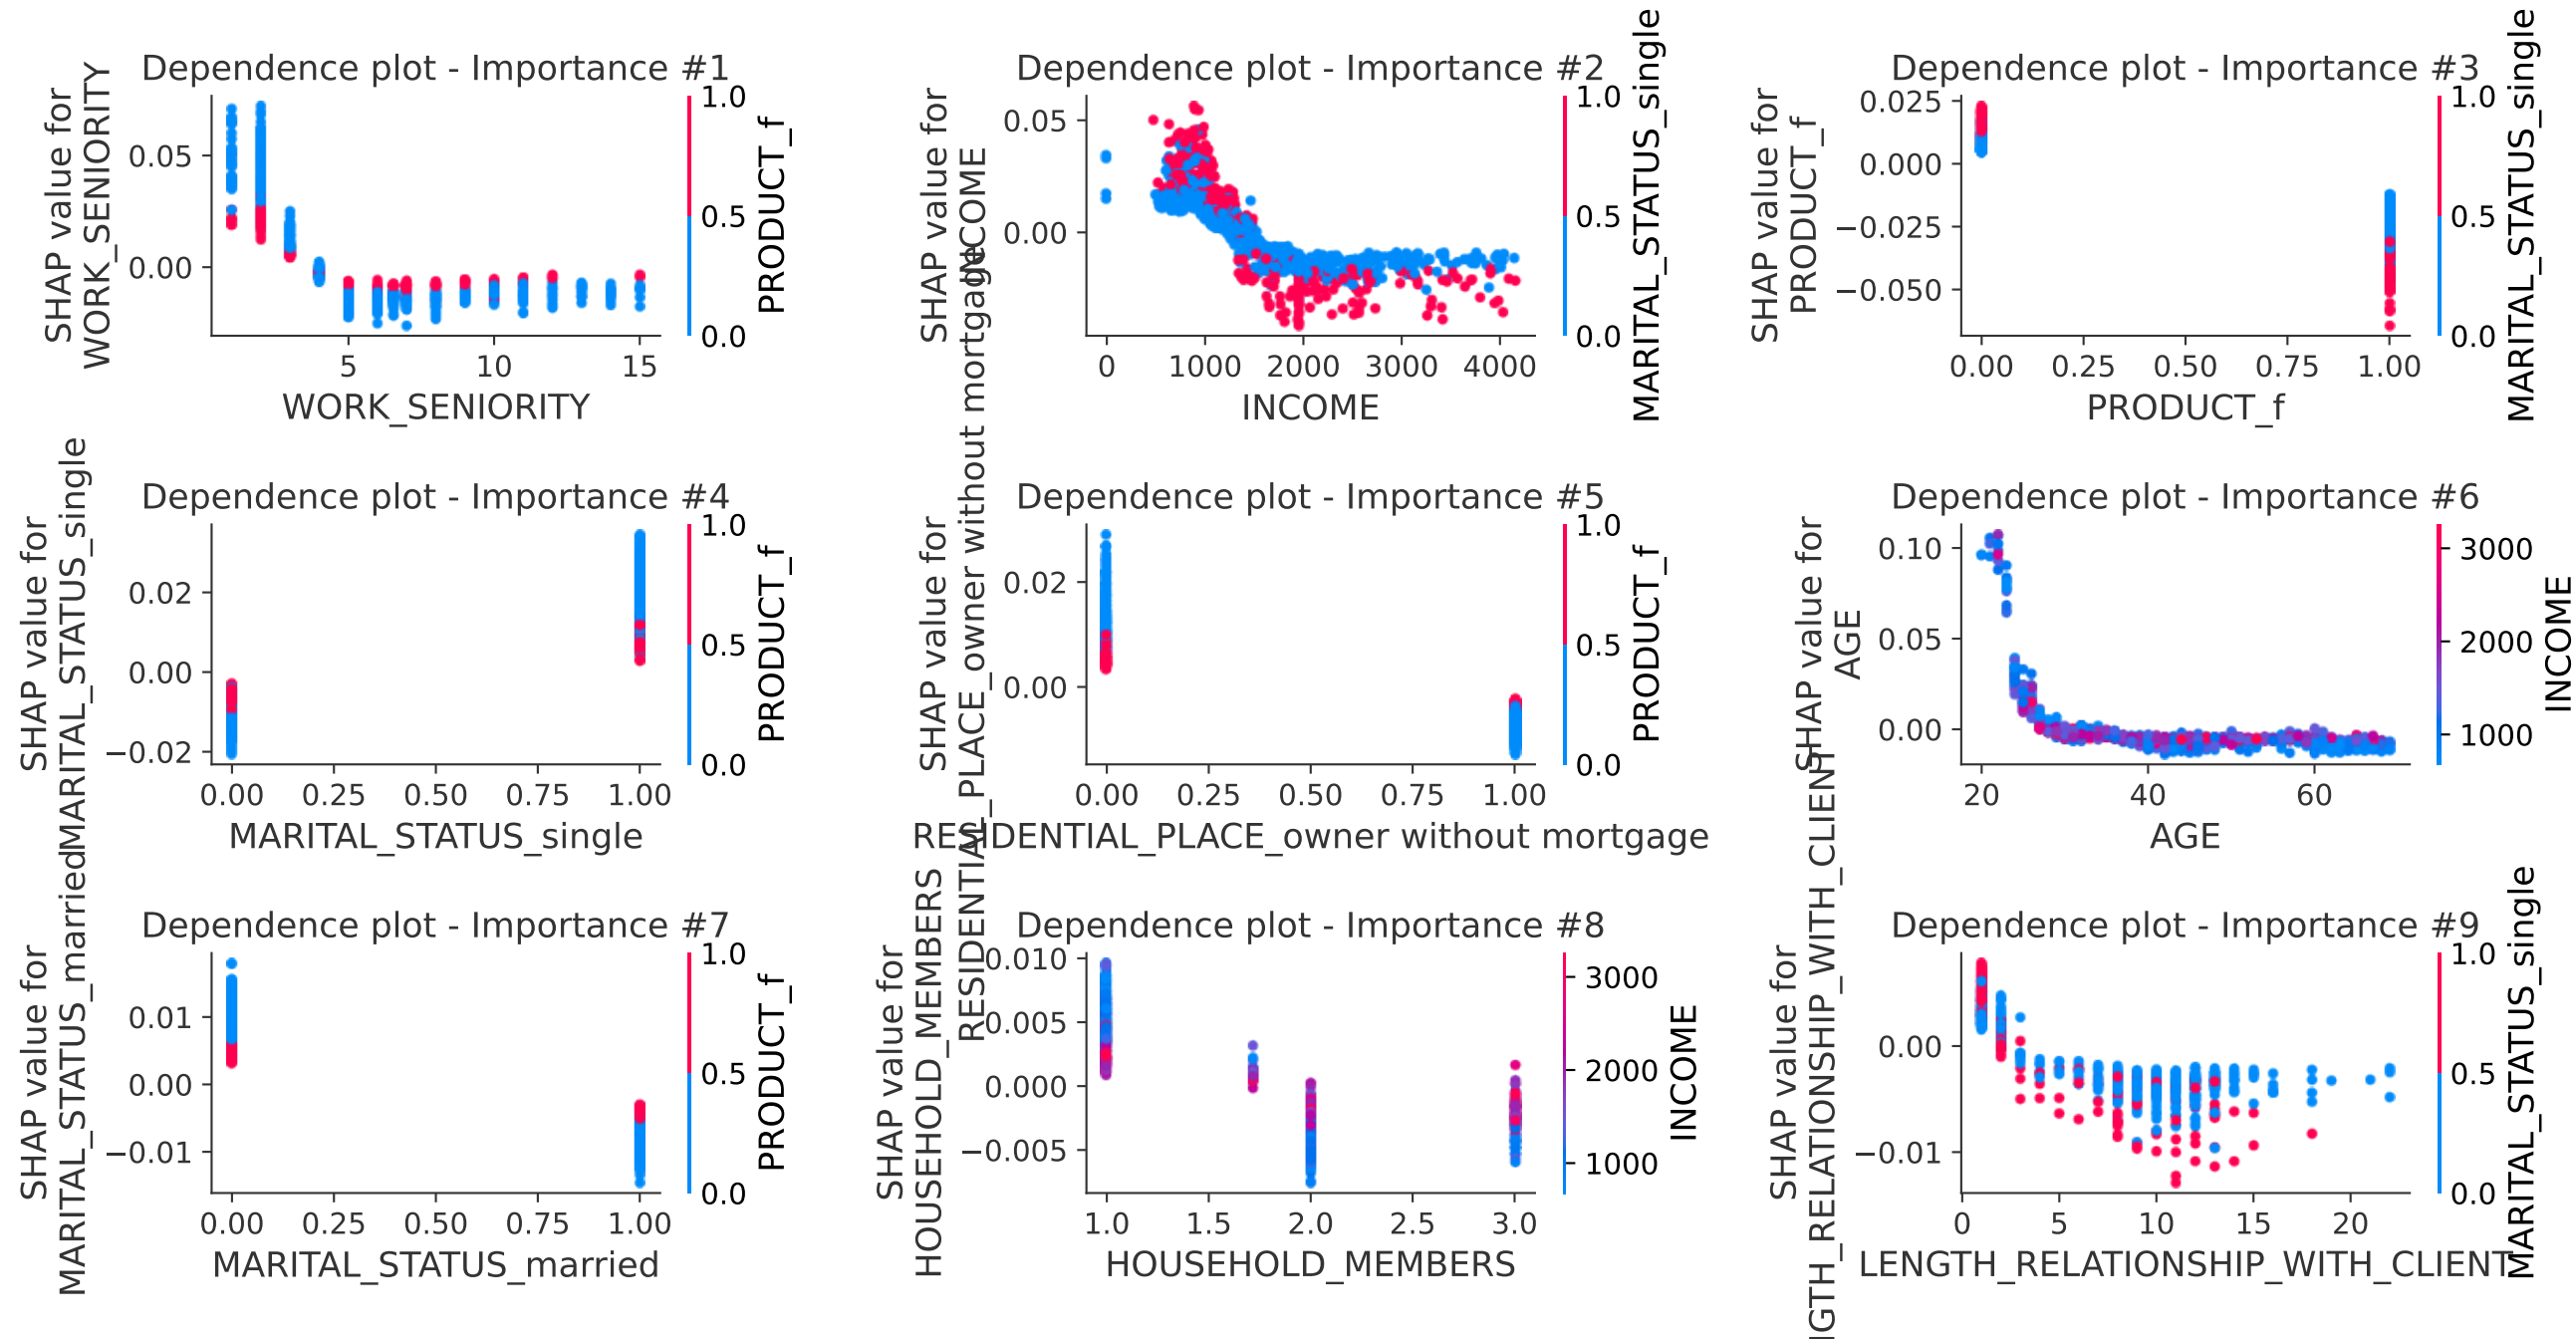 Dependence plot - Importance #1
SHAP value for
WORK_SENIORITY
0.05
0.00
5
10
15
WORK_SENIORITY
1.0
0.5
0.0
PRODUCT_f
Dependence plot - Importance #2
SHAP value for
INCOME
0.05
0.00
0
1000
2000
3000
4000
INCOME
1.0
0.5
0.0
MARITAL_STATUS_single
Dependence plot - Importance #3
SHAP value for
PRODUCT_f
0.025
0.000
−0.025
−0.050
0.00
0.25
0.50
0.75
1.00
PRODUCT_f
1.0
0.5
0.0
MARITAL_STATUS_single
Dependence plot - Importance #4
SHAP value for
MARITAL_STATUS_single
0.02
0.00
−0.02
0.00
0.25
0.50
0.75
1.00
MARITAL_STATUS_single
1.0
0.5
0.0
PRODUCT_f
Dependence plot - Importance #5
SHAP value for
RESIDENTIAL_PLACE_owner without mortgage
0.02
0.00
0.00
0.25
0.50
0.75
1.00
RESIDENTIAL_PLACE_owner without mortgage
1.0
0.5
0.0
PRODUCT_f
Dependence plot - Importance #6
SHAP value for
AGE
0.10
0.05
0.00
20
40
60
AGE
3000
2000
1000
INCOME
Dependence plot - Importance #7
SHAP value for
MARITAL_STATUS_married
0.01
0.00
−0.01
0.00
0.25
0.50
0.75
1.00
MARITAL_STATUS_married
1.0
0.5
0.0
PRODUCT_f
Dependence plot - Importance #8
SHAP value for
HOUSEHOLD_MEMBERS
0.010
0.005
0.000
−0.005
1.0
1.5
2.0
2.5
3.0
HOUSEHOLD_MEMBERS
3000
2000
1000
INCOME
Dependence plot - Importance #9
SHAP value for
NGTH_RELATIONSHIP_WITH_CLIENT
0.00
−0.01
0
5
10
15
20
LENGTH_RELATIONSHIP_WITH_CLIENT
1.0
0.5
0.0
MARITAL_STATUS_single